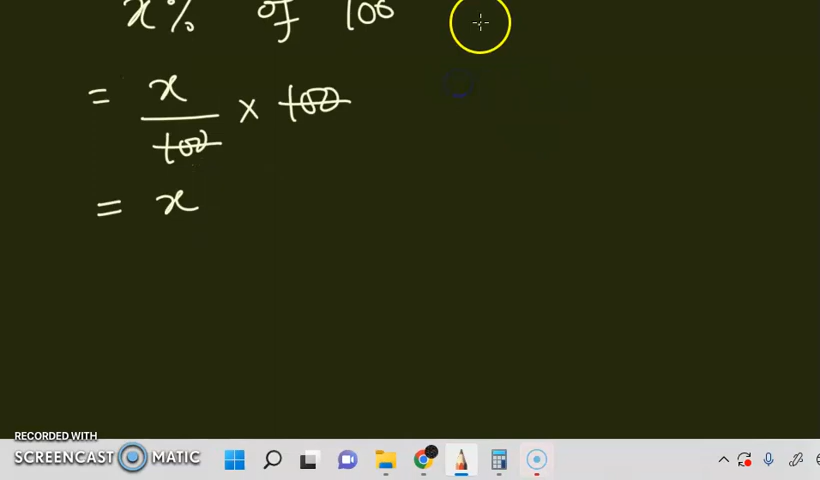 x% of 100
= x/100 × 100
= x
RECORDED WITH
SCREENCAST MATIC